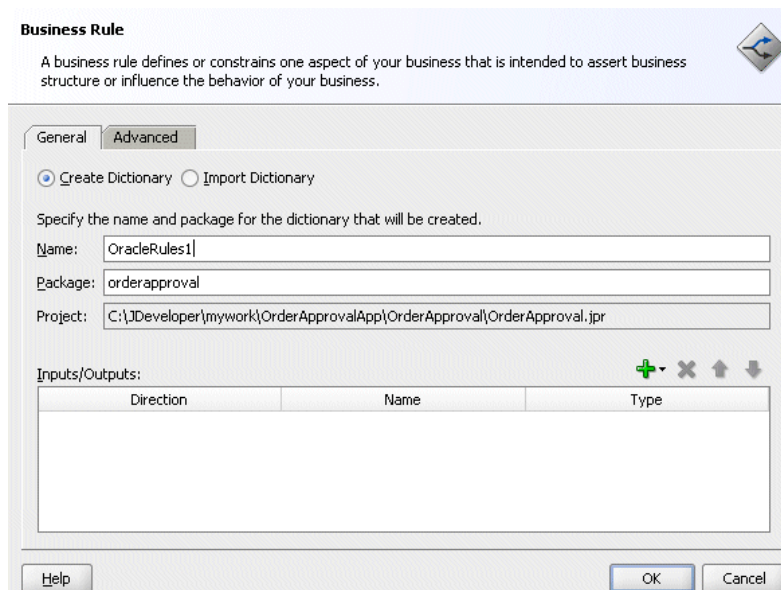 Business Rule
A business rule defines or constrains one aspect of your business that is intended to assert business
structure or influence the behavior of your business.
General Advanced
Create Dictionary Import Dictionary
Specify the name and package for the dictionary that will be created.
Name: OracleRules1
Package: orderapproval
Project: C:\JDeveloper\mywork\OrderApprovalApp\OrderApproval\OrderApproval.jpr
Inputs/Outputs:
Direction Name Type
Help OK Cancel